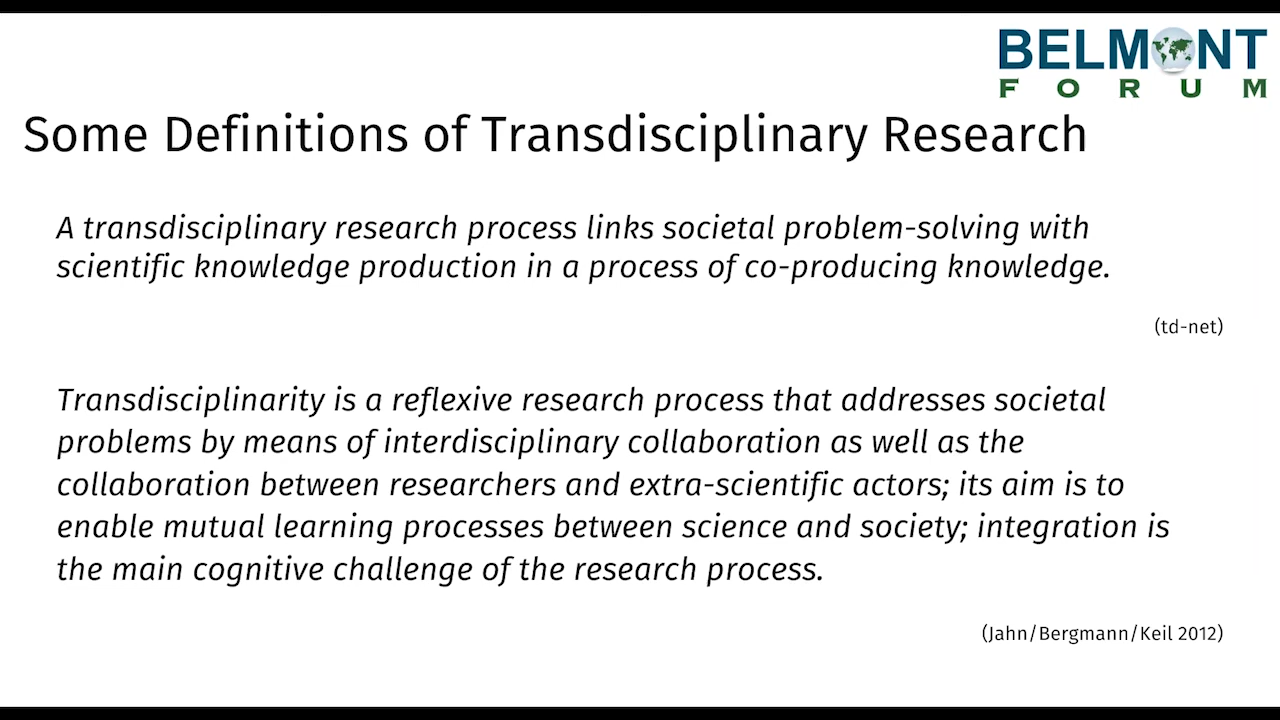 BELMONT
FORUM
Some Definitions of Transdisciplinary Research
A transdisciplinary research process links societal problem-solving with
scientific knowledge production in a process of co-producing knowledge.
(td-net)
Transdisciplinarity is a reflexive research process that addresses societal
problems by means of interdisciplinary collaboration as well as the
collaboration between researchers and extra-scientific actors; its aim is to
enable mutual learning processes between science and society; integration is
the main cognitive challenge of the research process.
(Jahn/Bergmann/Keil 2012)